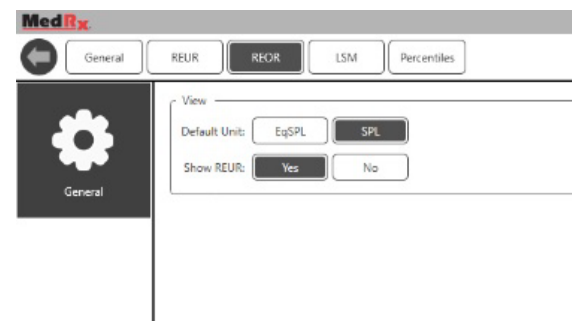 MedRx
General REUR REOR LSM Percentiles
View
Default Unit: EqSPL SPL
Show REUR: Yes No
General